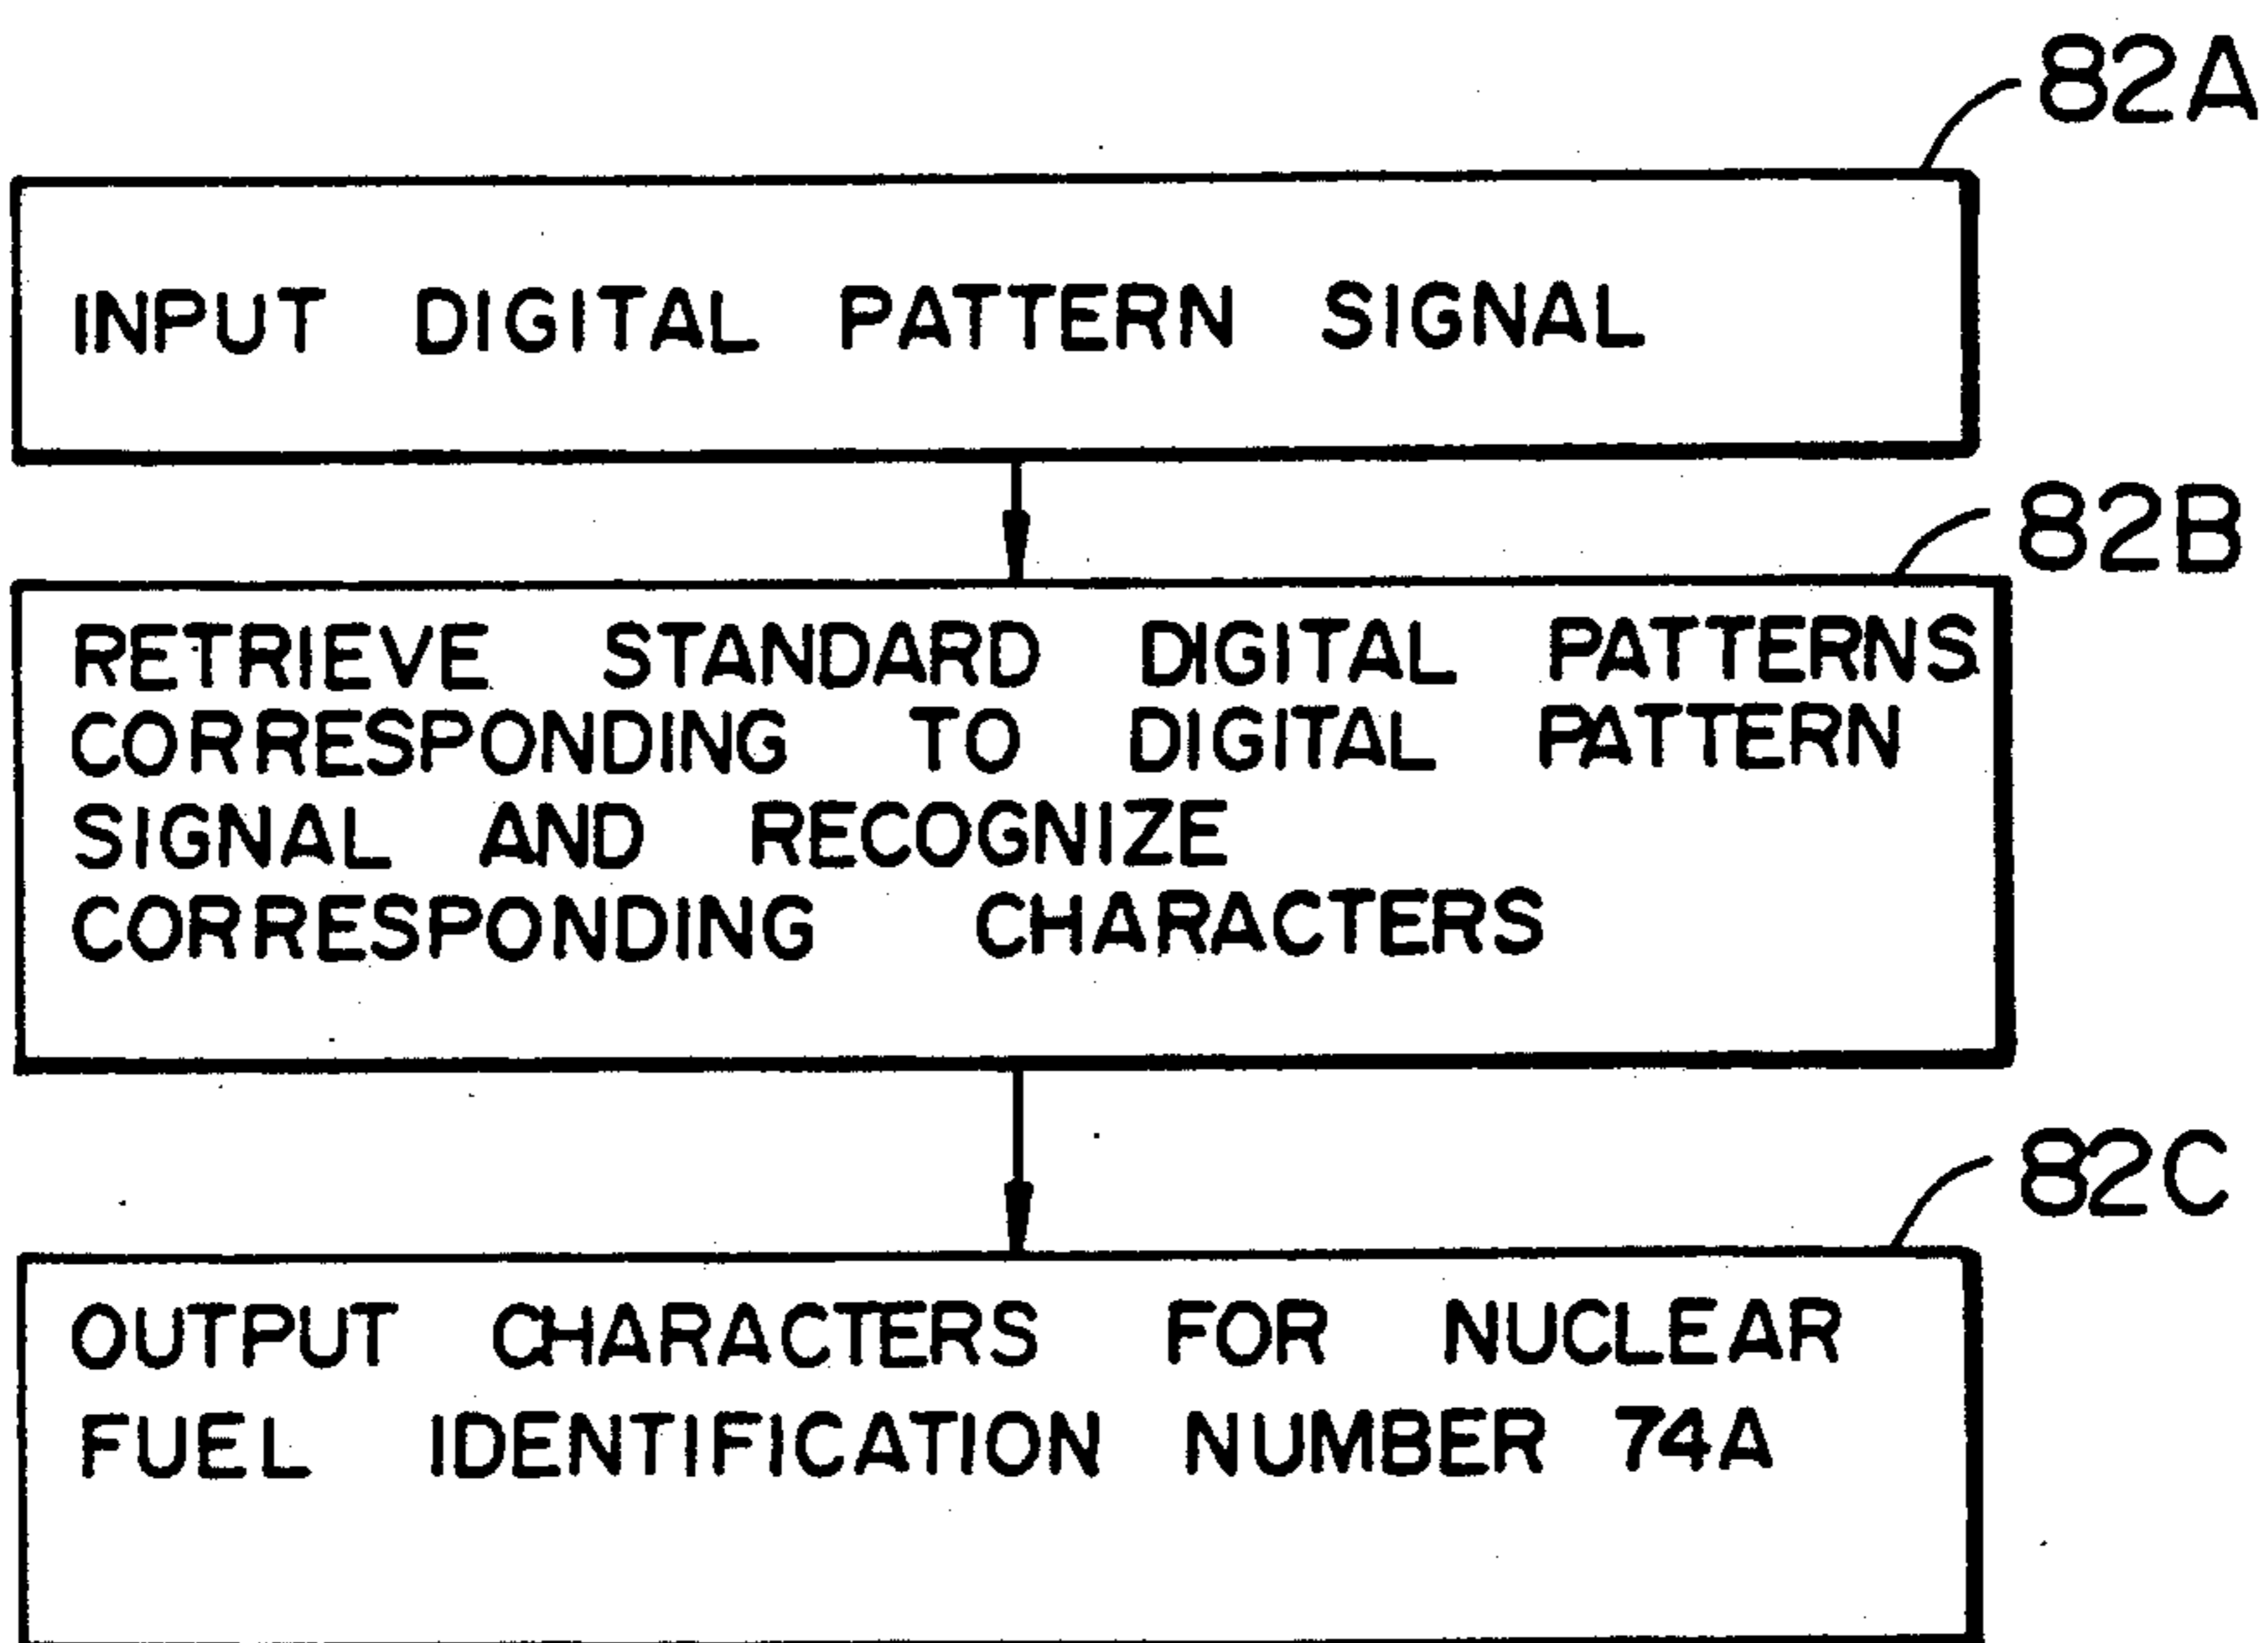 82A
INPUT DIGITAL PATTERN SIGNAL
82B
RETRIEVE STANDARD DIGITAL PATTERNS
CORRESPONDING TO DIGITAL PATTERN
SIGNAL AND RECOGNIZE
CORRESPONDING CHARACTERS
82C
OUTPUT CHARACTERS FOR NUCLEAR
FUEL IDENTIFICATION NUMBER 74A